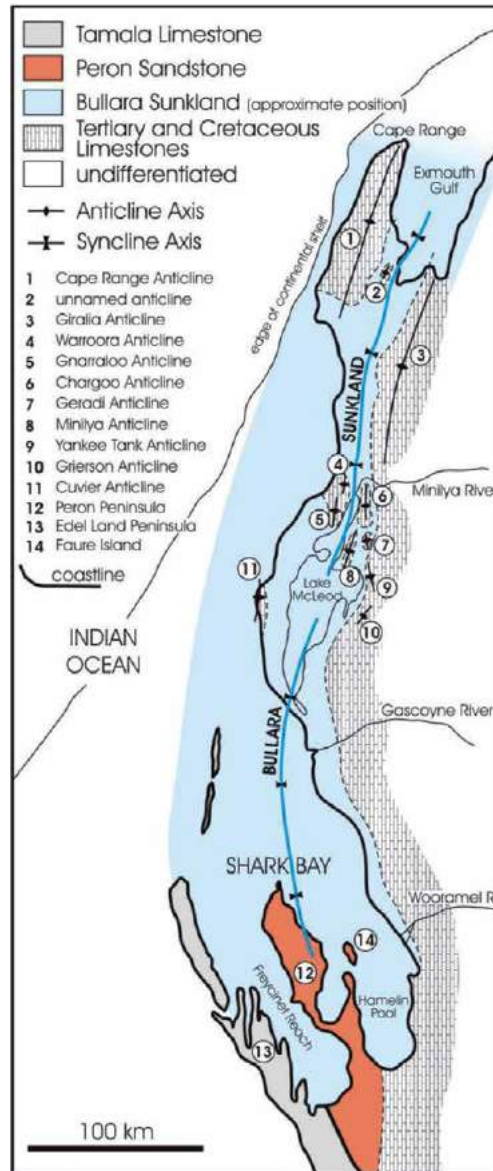 Tamala Limestone
Peron Sandstone
Bullara Sunkland (approximate position)
Tertiary and Cretaceous
Limestones
undifferentiated
Anticline Axis
Syncline Axis
1 Cape Range Anticline
2 unnamed anticline
3 Giralia Anticline
4 Warroora Anticline
5 Gnarraloo Anticline
6 Chargoo Anticline
7 Geradi Anticline
8 Minilya Anticline
9 Yankee Tank Anticline
10 Grierson Anticline
11 Cuvier Anticline
12 Peron Peninsula
13 Edel Land Peninsula
14 Faure Island
coastline
Cape Range
Exmouth
Gulf
edge of continental shelf
1
2
3
SUNKLAND
4
Minilya River
5
6
7
8
Lake
McLeod
9
10
11
INDIAN
OCEAN
Gascoyne River
BULLARA
SHARK BAY
Wooramel R
14
12
Hamelin
Pool
Freycinet Reach
13
100 km